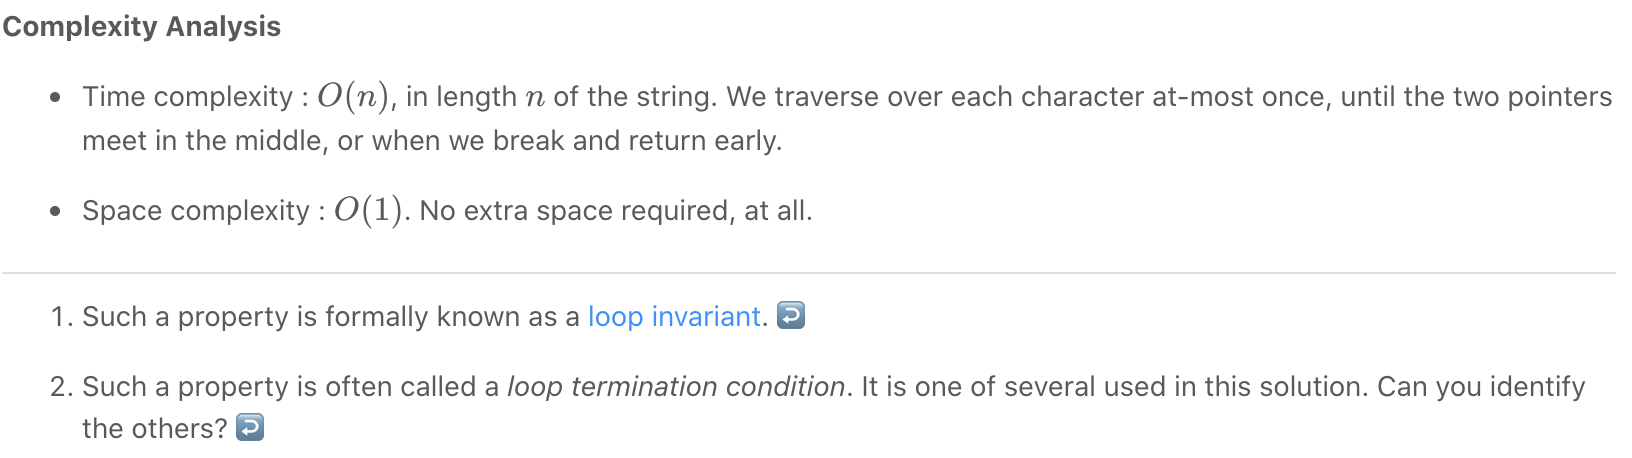 Complexity Analysis
• Time complexity : O(n), in length n of the string. We traverse over each character at-most once, until the two pointers
meet in the middle, or when we break and return early.
• Space complexity : O(1). No extra space required, at all.
1. Such a property is formally known as a loop invariant. ↩️
2. Such a property is often called a loop termination condition. It is one of several used in this solution. Can you identify
the others? ↩️